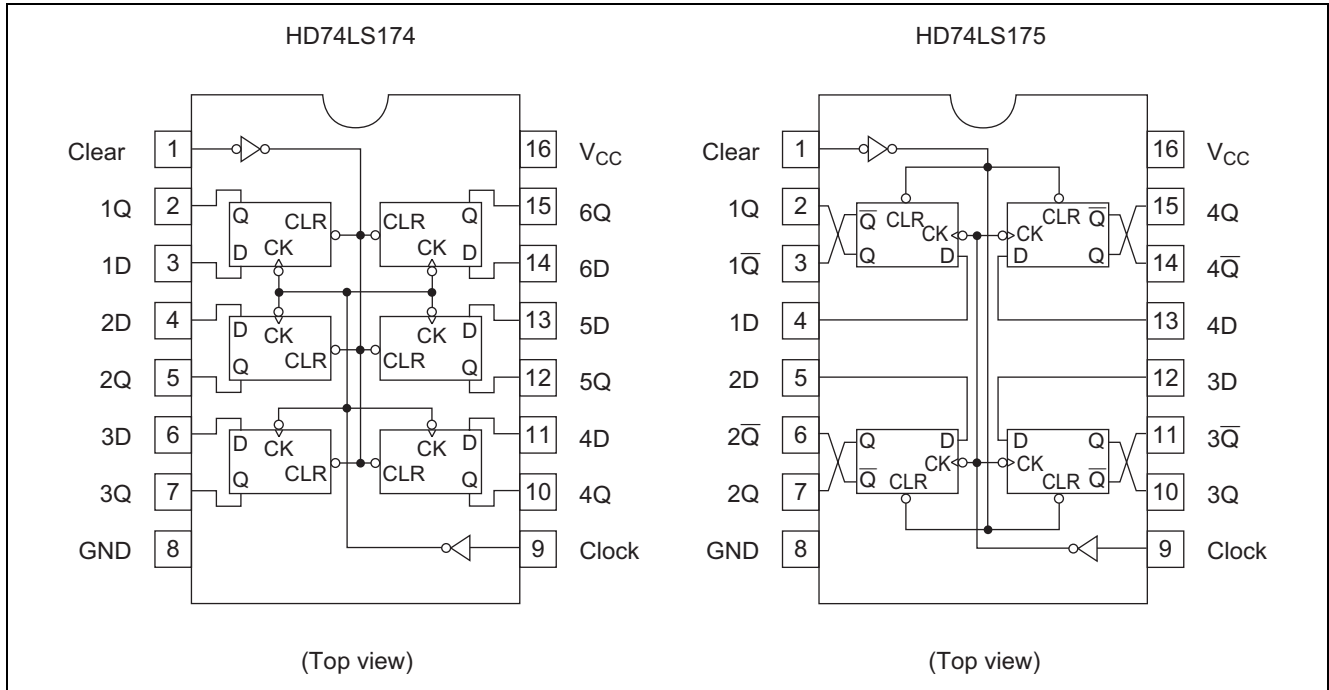 HD74LS174
Clear 1 16 V_CC
1Q 2 Q CLR Q 15 6Q
CK CK
1D 3 D D 14 6D
2D 4 D CK CK D 13 5D
2Q 5 Q CLR CLR Q 12 5Q
3D 6 D CK CK D 11 4D
3Q 7 Q CLR CLR Q 10 4Q
GND 8 9 Clock
(Top view)
HD74LS175
Clear 1 16 V_CC
1Q 2 Q̅ CLR CLR Q̅ 15 4Q
CK CK
1Q̅ 3 Q D D Q 14 4Q̅
1D 4 13 4D
2D 5 12 3D
2Q̅ 6 Q D D Q 11 3Q̅
CK CK
2Q 7 Q̅ CLR CLR Q̅ 10 3Q
GND 8 9 Clock
(Top view)